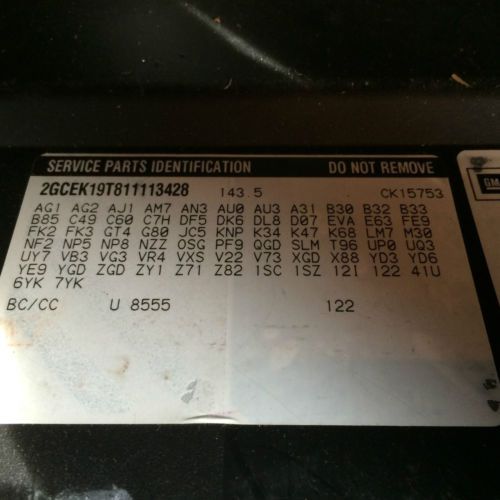 SERVICE PARTS IDENTIFICATION DO NOT REMOVE
2GCEK19T811113428 143.5 CK15753
AG1 AG2 AJ1 AM7 AN3 AU0 AU3 A31 B30 B32 B33
B85 C49 C60 C7H DF5 DK6 DL8 D07 EVA E63 FE9
FK2 FK3 GT4 G80 JC5 KNP K34 K47 K68 LM7 M30
NF2 NP5 NP8 NZZ OSG PF9 QGD SLM T96 UP0 UQ3
UY7 VB3 VG3 VR4 VXS V22 V73 XGD X88 YD3 YD6
YE9 YGD ZGD ZY1 Z71 Z82 1SC 1SZ 12I 122 41U
6YK 7YK
BC/CC U 8555 122
GM